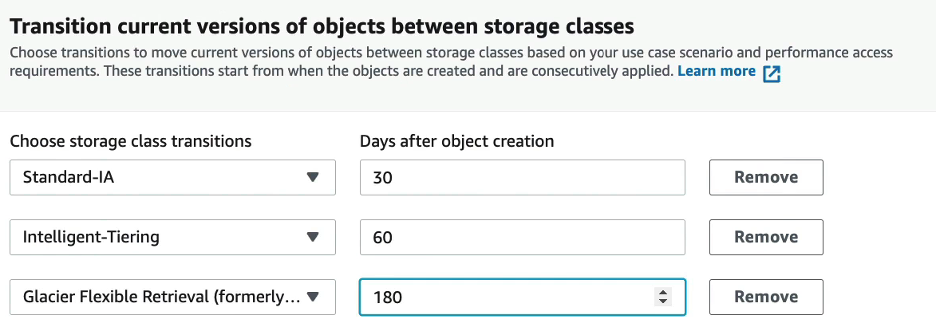 Transition current versions of objects between storage classes
Choose transitions to move current versions of objects between storage classes based on your use case scenario and performance access
requirements. These transitions start from when the objects are created and are consecutively applied. Learn more
Choose storage class transitions Days after object creation
Standard-IA 30 Remove
Intelligent-Tiering 60 Remove
Glacier Flexible Retrieval (formerly... 180 Remove